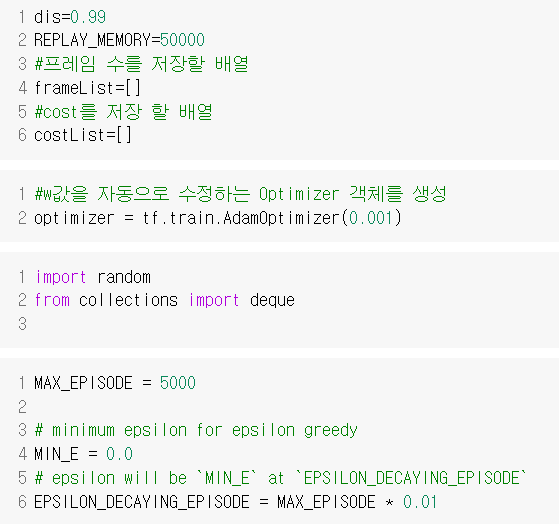 1 dis=0.99
2 REPLAY_MEMORY=50000
3 #프레임 수를 저장할 배열
4 frameList=[]
5 #cost를 저장 할 배열
6 costList=[]
1 #w값을 자동으로 수정하는 Optimizer 객체를 생성
2 optimizer = tf.train.AdamOptimizer(0.001)
1 import random
2 from collections import deque
3
1 MAX_EPISODE = 5000
2
3 # minimum epsilon for epsilon greedy
4 MIN_E = 0.0
5 # epsilon will be `MIN_E` at `EPSILON_DECAYING_EPISODE`
6 EPSILON_DECAYING_EPISODE = MAX_EPISODE * 0.01